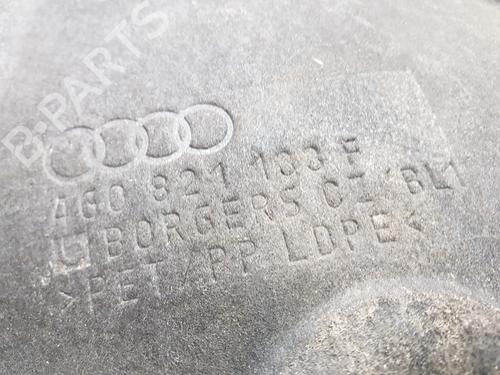 B-PARTS
4G0 821 133 E
BORGERS CZ BL1
>PET/PP LDPE<